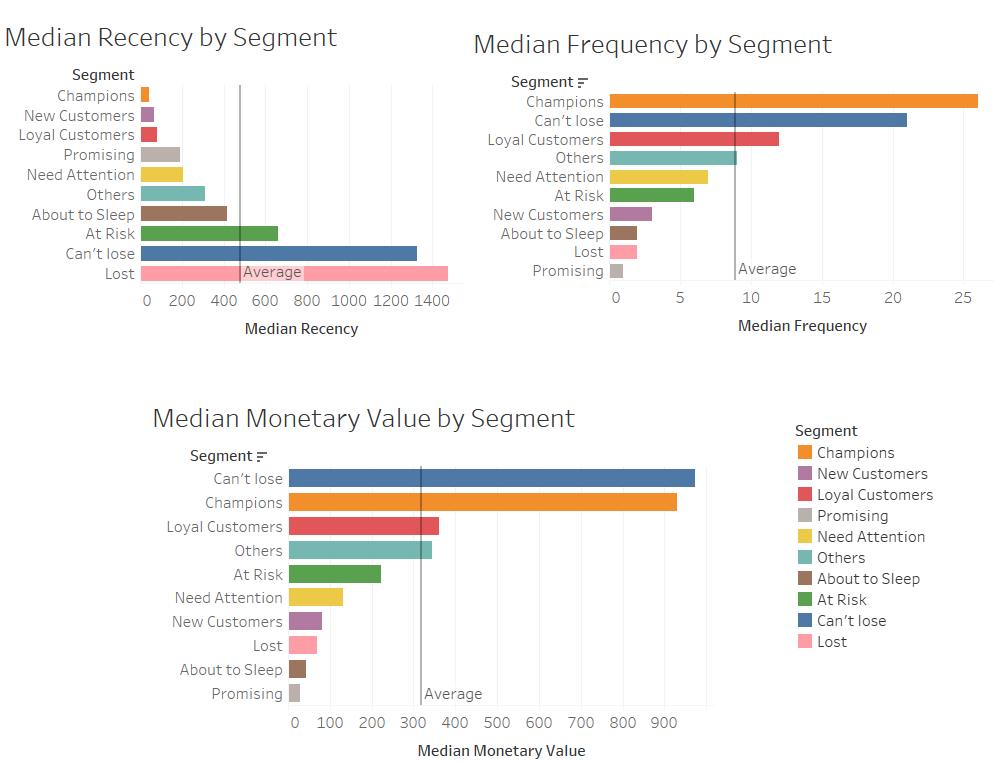 Median Recency by Segment
Segment
Champions
New Customers
Loyal Customers
Promising
Need Attention
Others
About to Sleep
At Risk
Can't lose
Lost
Average
0 200 400 600 800 1000 1200 1400
Median Recency
Median Frequency by Segment
Segment
Champions
Can't lose
Loyal Customers
Others
Need Attention
At Risk
New Customers
About to Sleep
Lost
Promising
Average
0 5 10 15 20 25
Median Frequency
Median Monetary Value by Segment
Segment
Can't lose
Champions
Loyal Customers
Others
At Risk
Need Attention
New Customers
Lost
About to Sleep
Promising
Average
0 100 200 300 400 500 600 700 800 900
Median Monetary Value
Segment
Champions
New Customers
Loyal Customers
Promising
Need Attention
Others
About to Sleep
At Risk
Can't lose
Lost